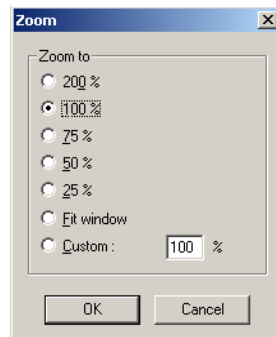 Zoom
Zoom to
200 %
100 %
75 %
50 %
25 %
Fit window
Custom : 100 %
OK Cancel